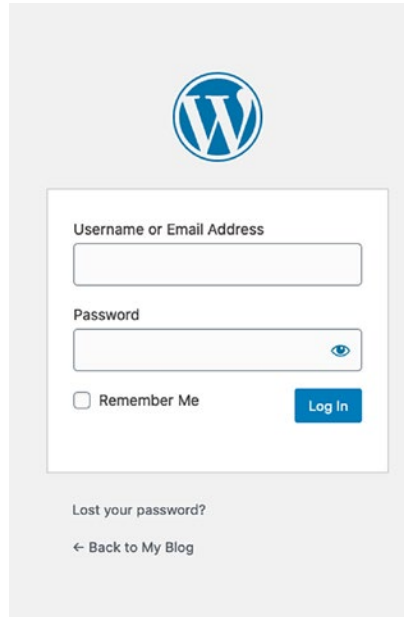 Username or Email Address
Password
Remember Me
Log In
Lost your password?
← Back to My Blog